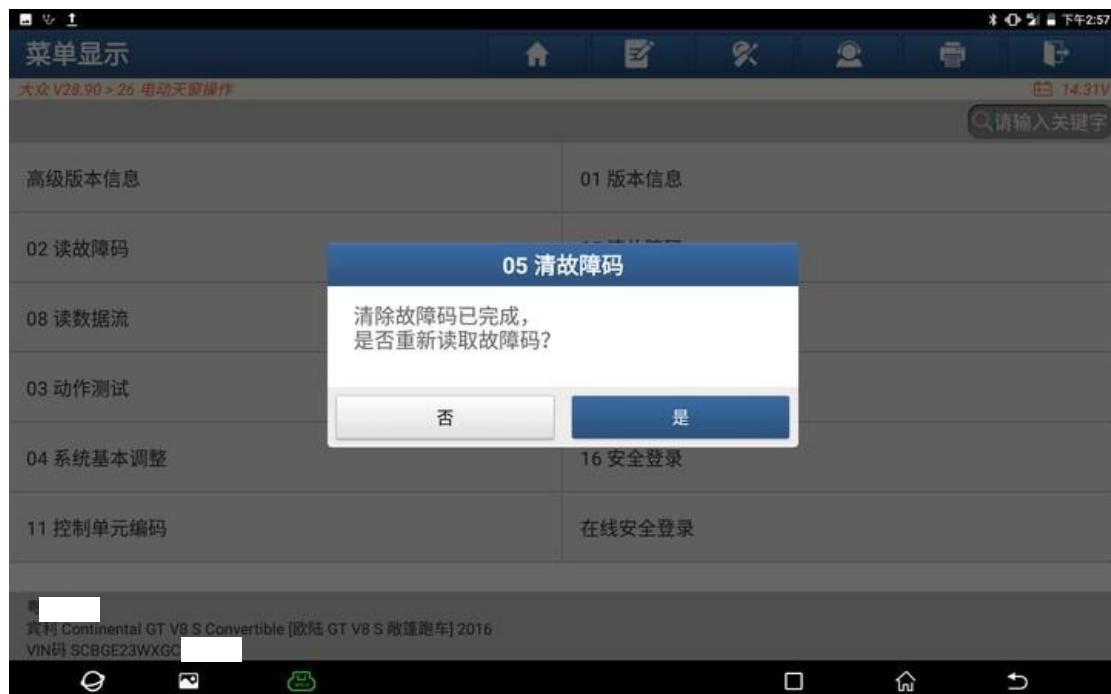 下午2:57
菜单显示
大众 V28.90 > 26 电动天窗操作
14.31V
请输入关键字
高级版本信息
01 版本信息
02 读故障码
05 清故障码
08 读数据流
清除故障码已完成,
是否重新读取故障码?
03 动作测试
否
是
04 系统基本调整
16 安全登录
11 控制单元编码
在线安全登录
宾利 Continental GT V8 S Convertible [欧陆 GT V8 S 敞篷跑车] 2016
VIN码 SCBGE23WXGC